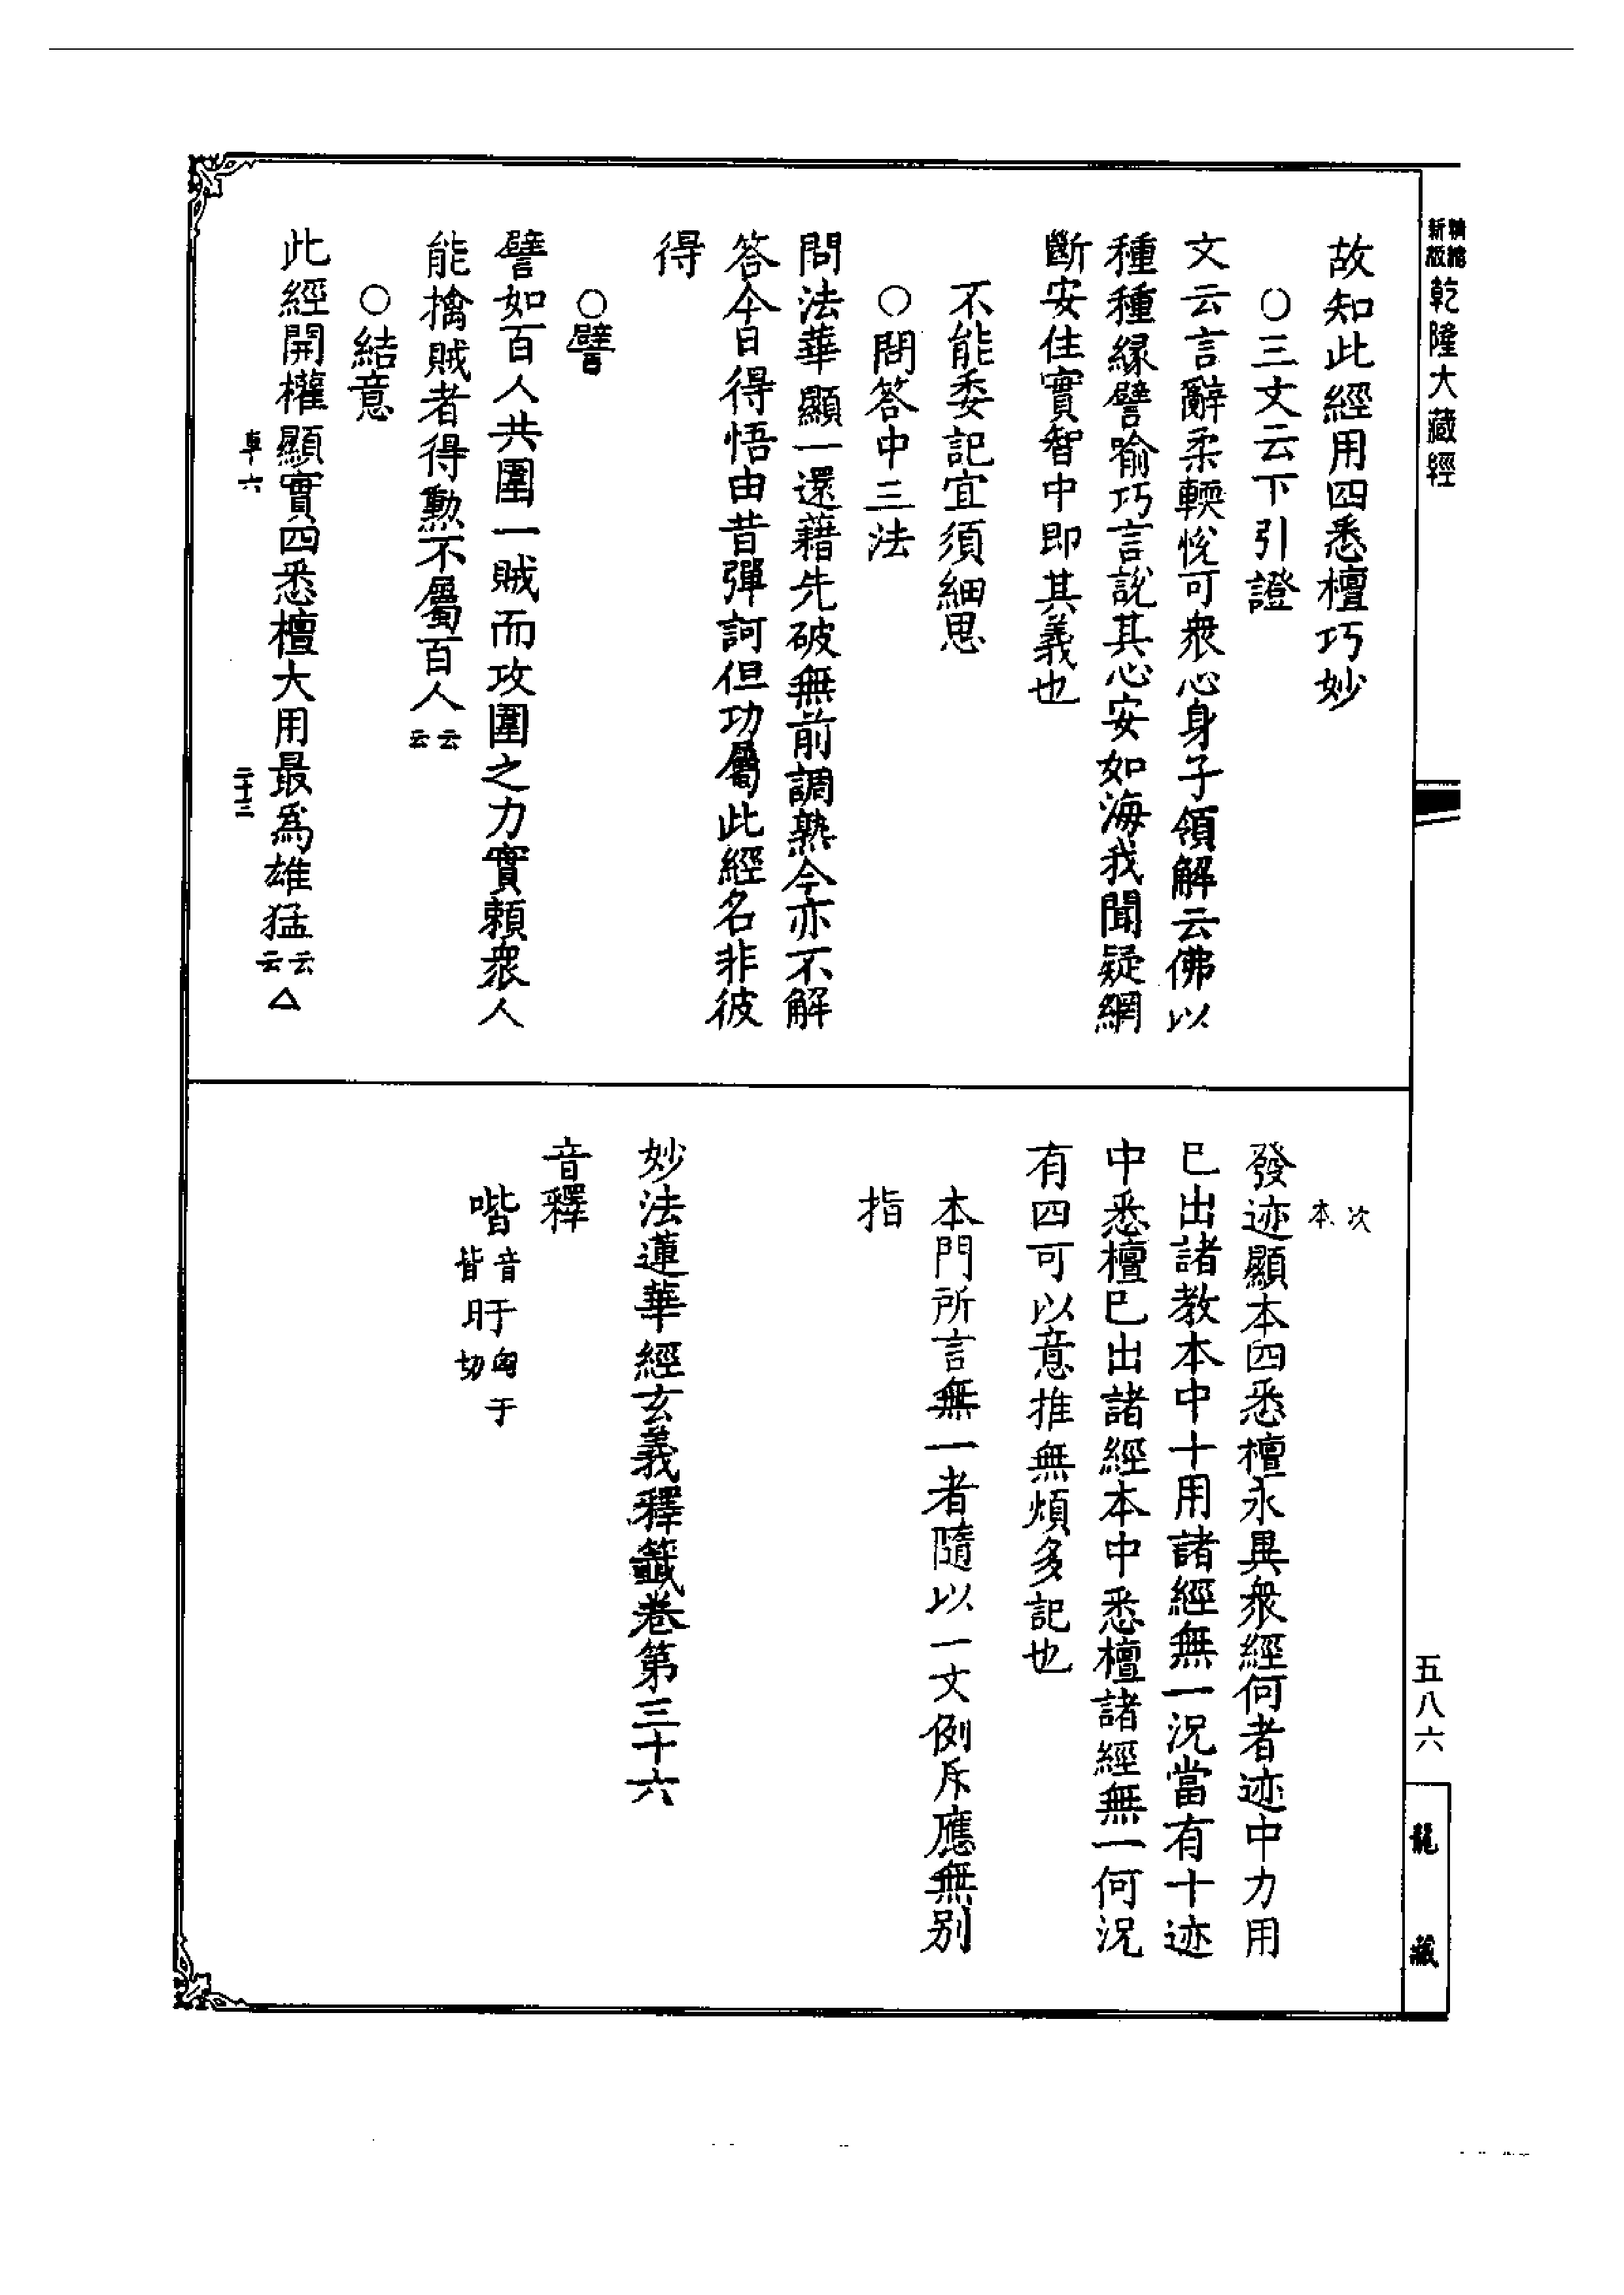 精縮新版乾隆大藏經
故知此經用四悉檀巧妙
○三文云下引證
文云言辭柔輭悅可衆心身子領解云佛以
種種緣譬喻巧言說其心安如海我聞疑網
斷安住實智中即其義也
不能委記宜須細思
○問答中三法
問法華顯一還藉先破無前調熟今亦不解
答今日得悟由昔彈訶但功屬此經名非彼
得
○譬
譬如百人共圍一賊而攻圍之力實賴衆人
能擒賊者得勲不屬百人云云
○結意
此經開權顯實四悉檀大用最爲雄猛云云△
車六 二十三
次本
發迹顯本四悉檀永異衆經何者迹中力用
已出諸教本中十用諸經無一況當有十迹
中悉檀已出諸經本中悉檀諸經無一何況
有四可以意推無煩多記也
本門所言無一者隨以一文例斥應無別
指
妙法蓮華經玄義釋籤卷第三十六
音釋
喈音皆 盱匈于切
五八六
龍藏